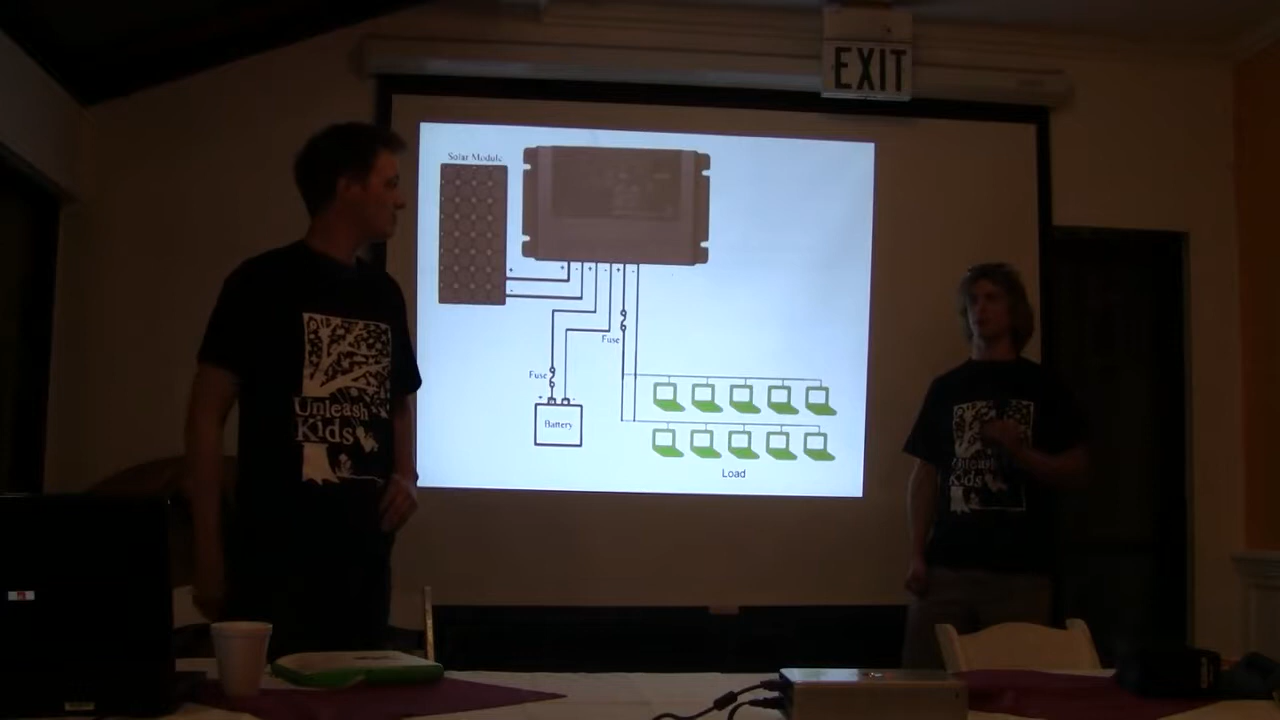 EXIT
Solar Module
+ - + - + -
+
-
Fuse
Fuse
+ -
Battery
Load
Unleash
Kids
Unleash
Kids